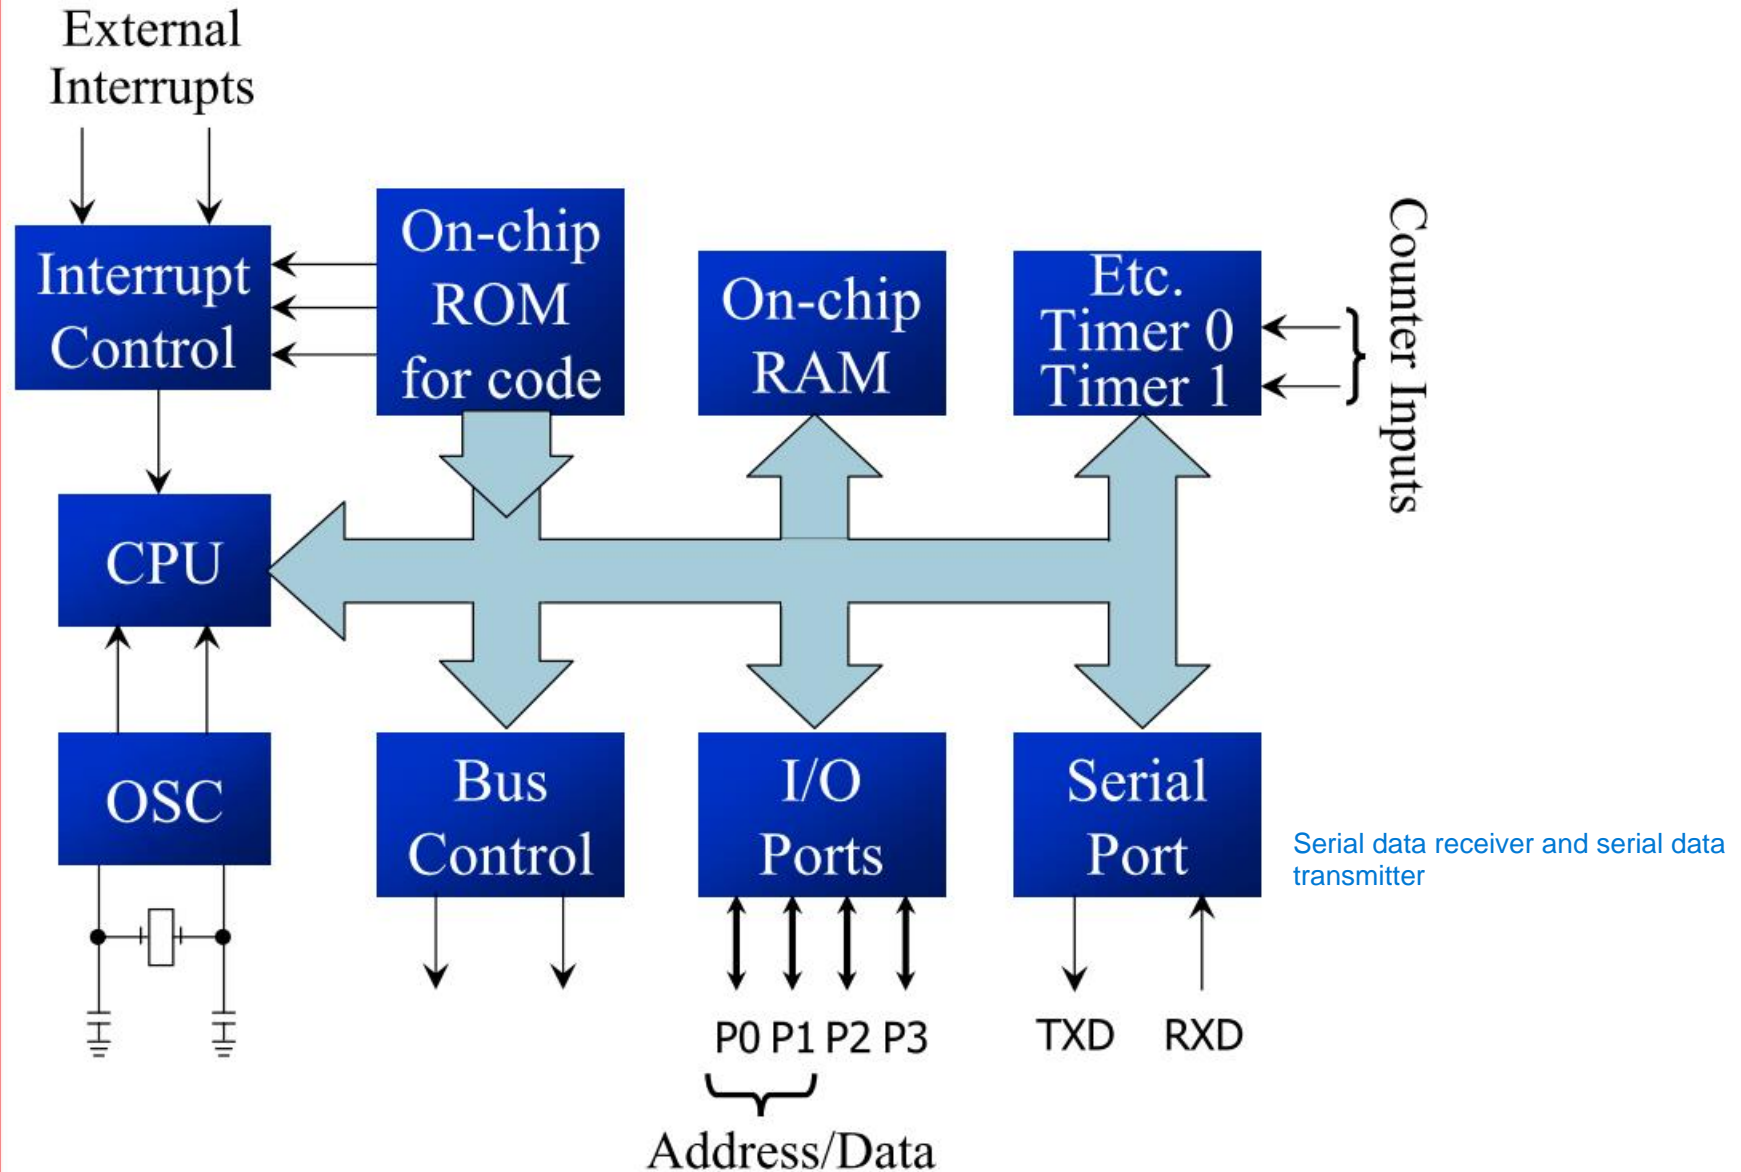 External
Interrupts
Interrupt
Control
On-chip
ROM
for code
On-chip
RAM
Etc.
Timer 0
Timer 1
Counter Inputs
CPU
OSC
Bus
Control
I/O
Ports
Serial
Port
Serial data receiver and serial data
transmitter
P0 P1 P2 P3
TXD RXD
Address/Data